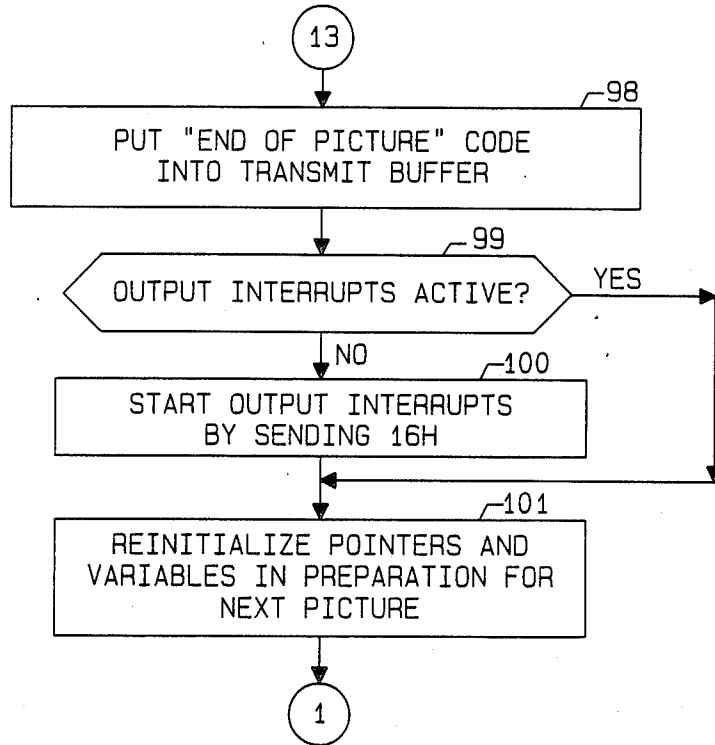 13
98
PUT "END OF PICTURE" CODE
INTO TRANSMIT BUFFER
99
OUTPUT INTERRUPTS ACTIVE?
YES
NO
100
START OUTPUT INTERRUPTS
BY SENDING 16H
101
REINITIALIZE POINTERS AND
VARIABLES IN PREPARATION FOR
NEXT PICTURE
1